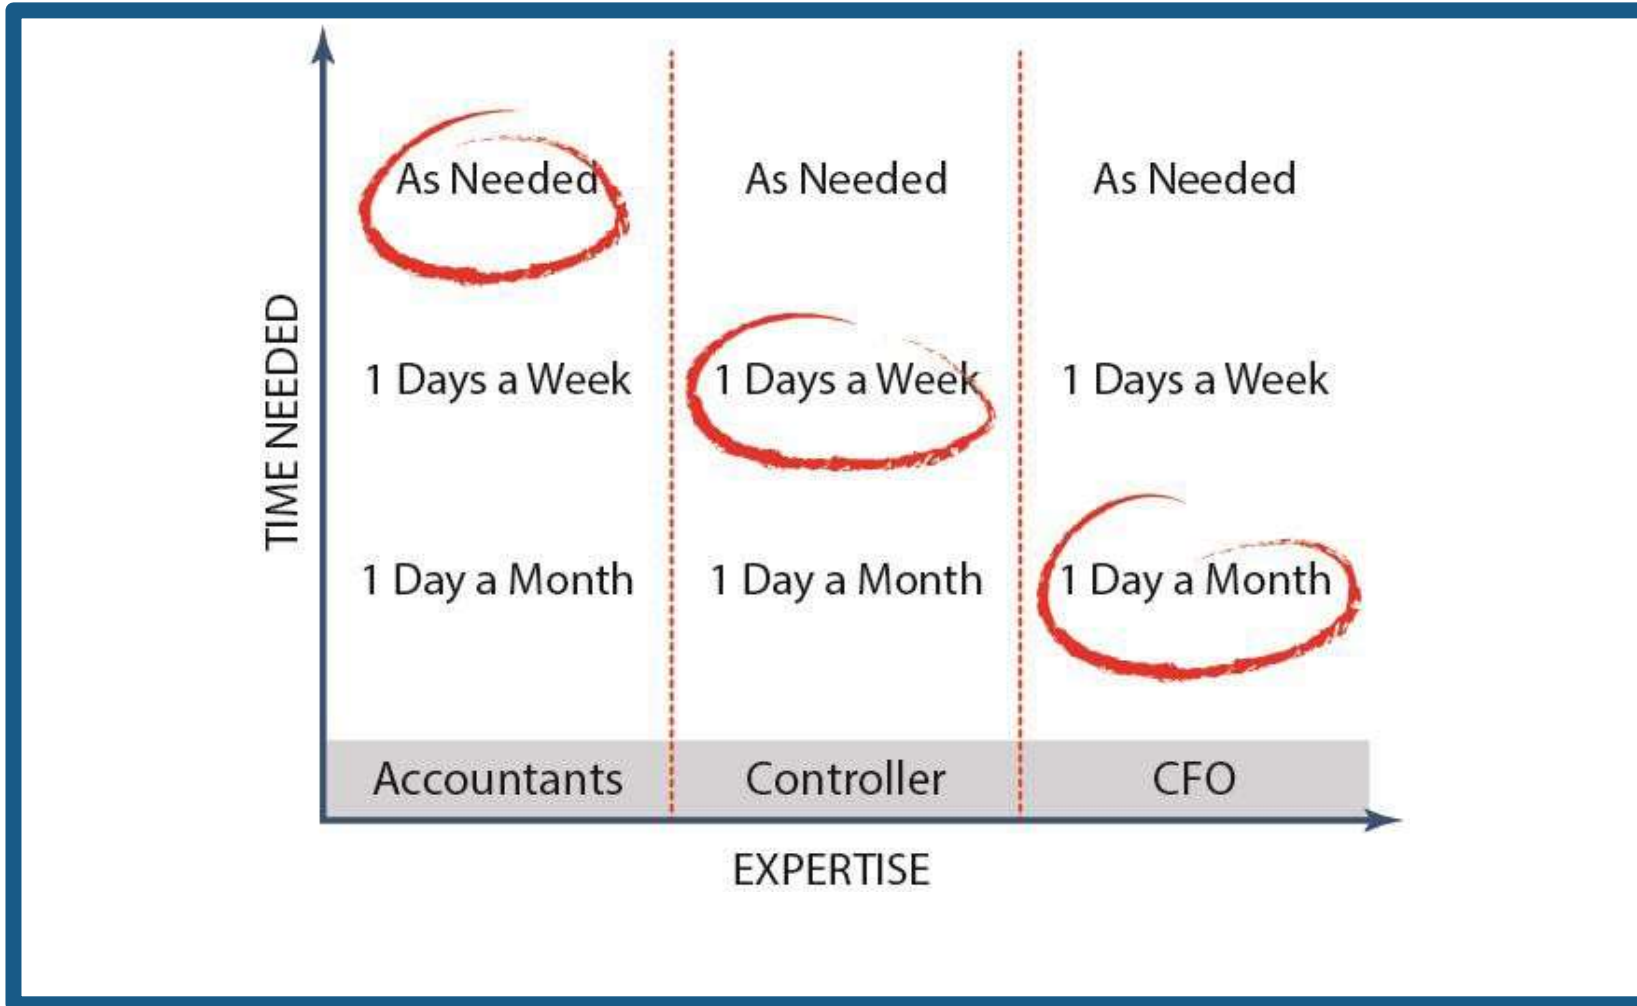 As Needed As Needed As Needed
TIME NEEDED
1 Days a Week 1 Days a Week 1 Days a Week
1 Day a Month 1 Day a Month 1 Day a Month
Accountants Controller CFO
EXPERTISE